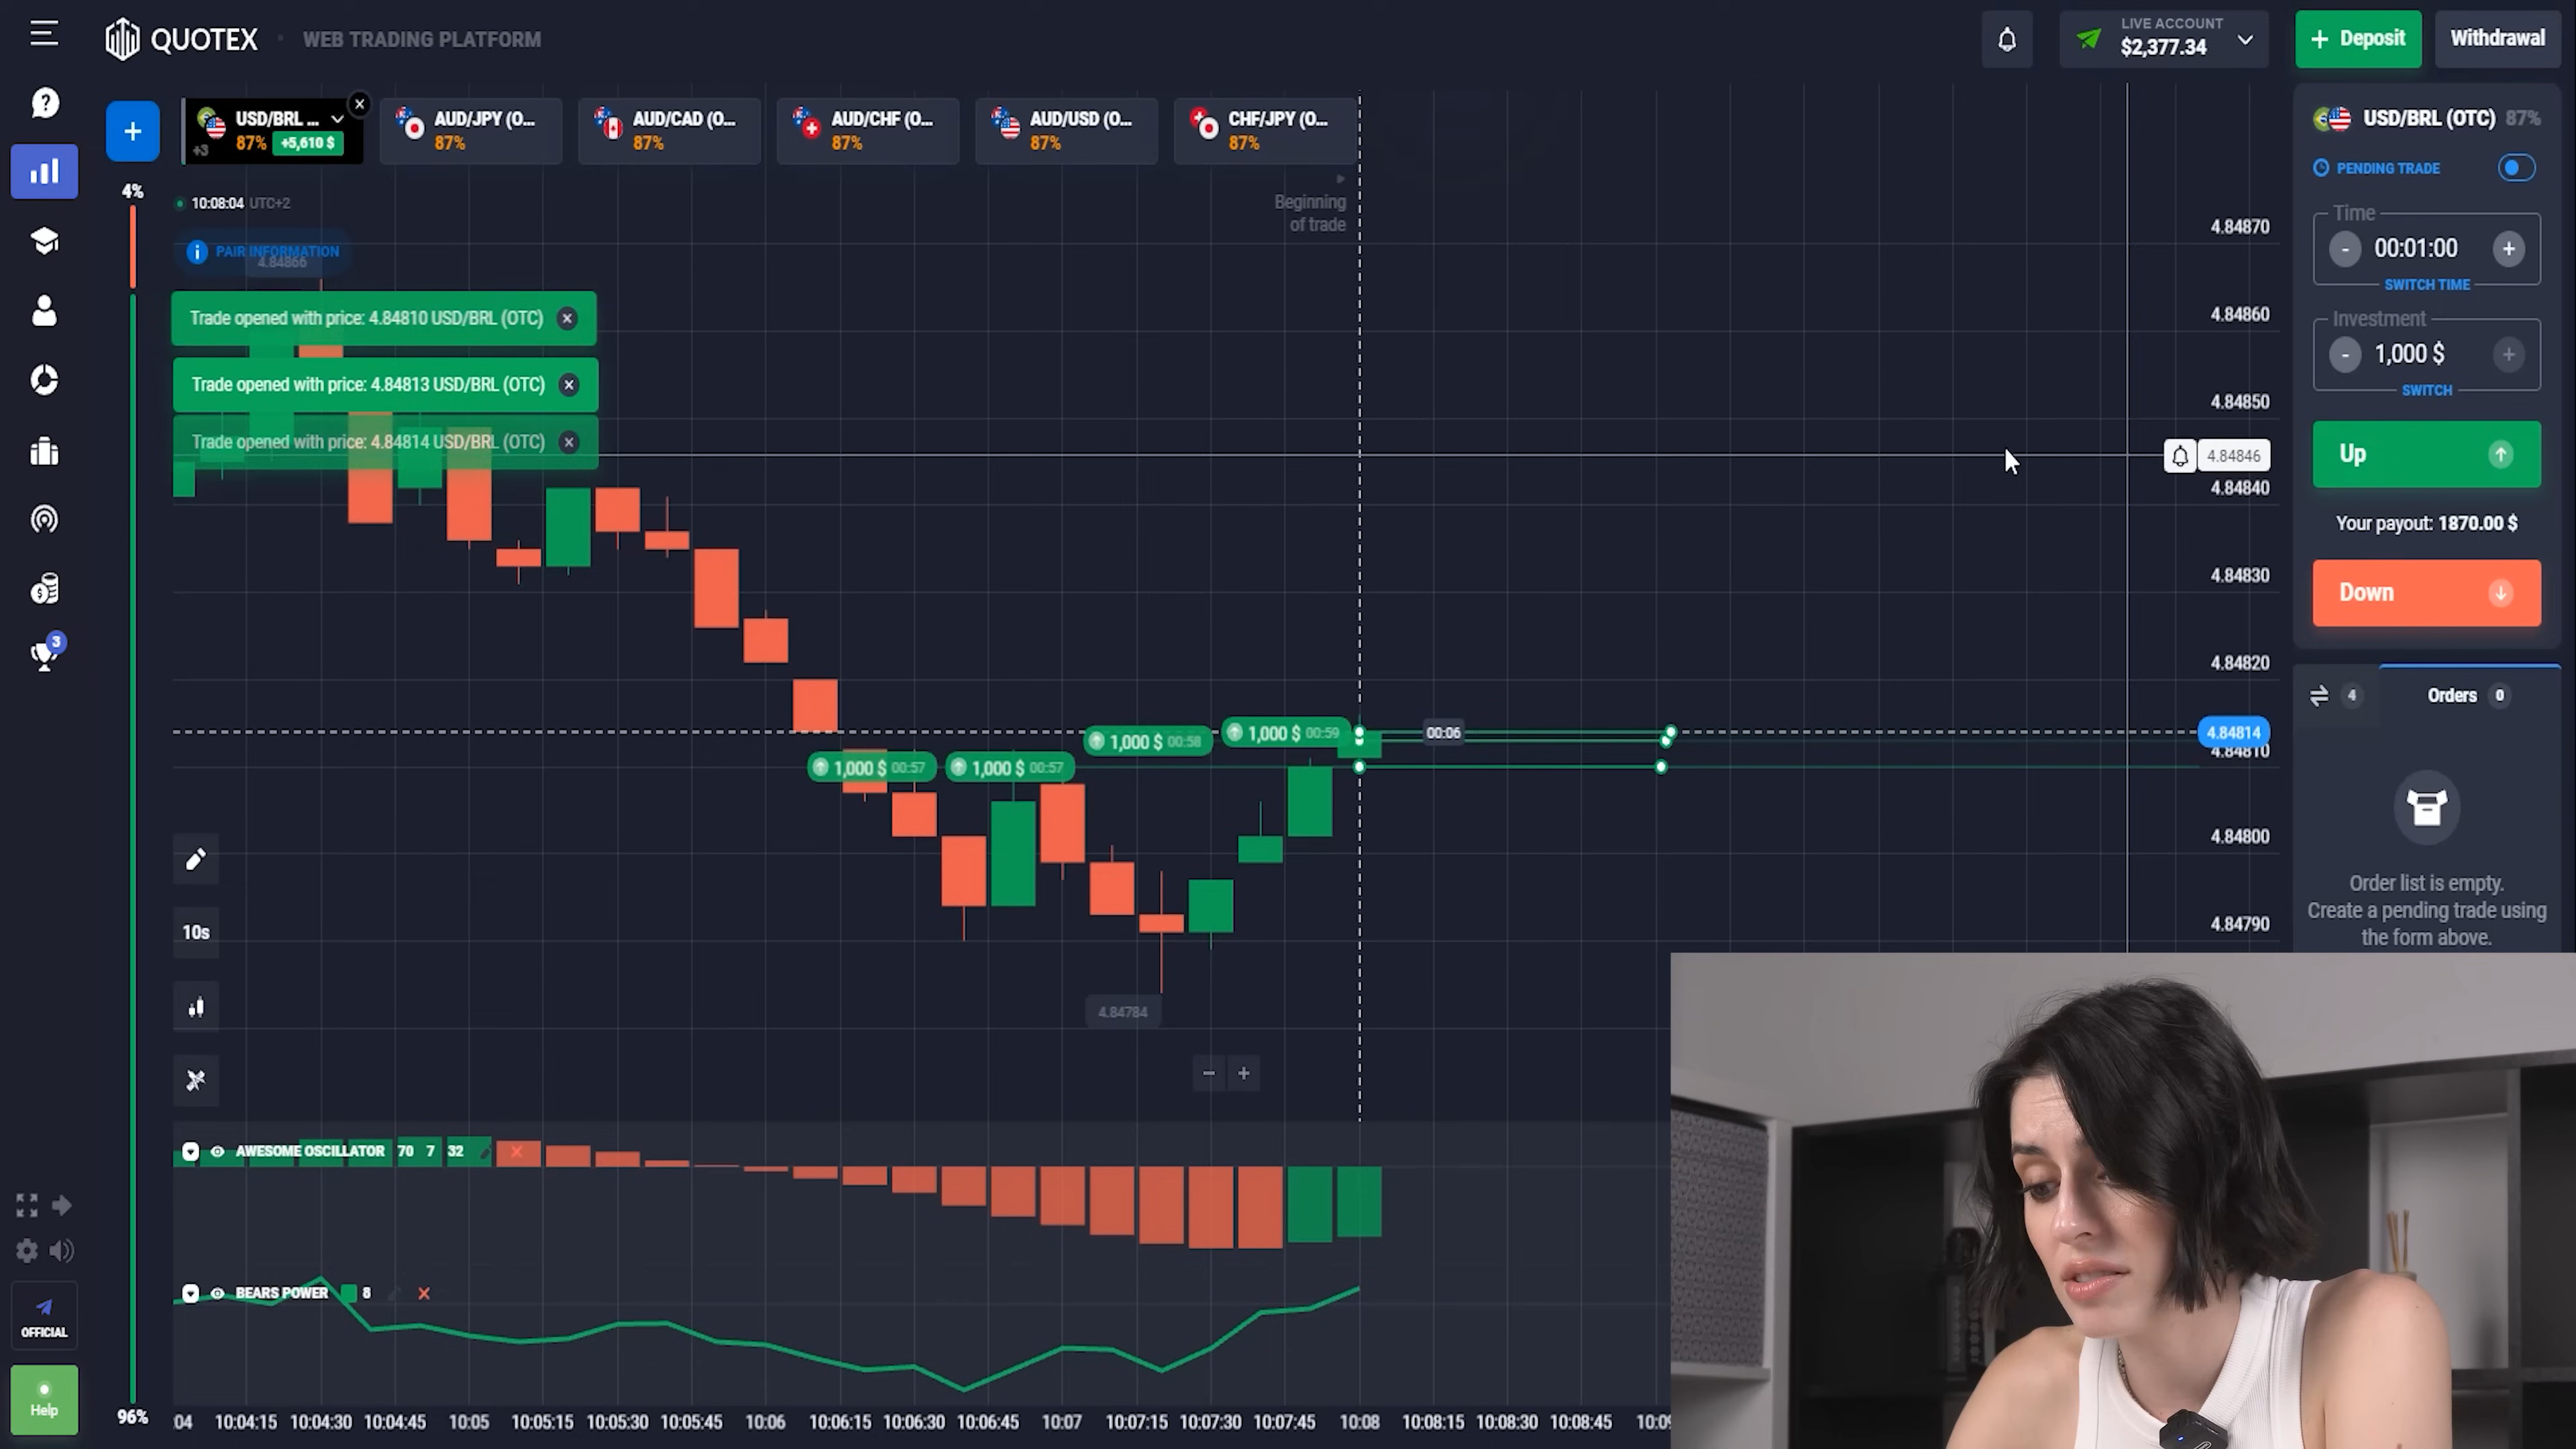 QUOTEX
WEB TRADING PLATFORM
LIVE ACCOUNT
$2,377.34
+ Deposit
Withdrawal
USD/BRL ...
87% +5,610 $
+3
AUD/JPY (O...
87%
AUD/CAD (O...
87%
AUD/CHF (O...
87%
AUD/USD (O...
87%
CHF/JPY (O...
87%
4%
10:08:04 UTC+2
PAIR INFORMATION
4.84866
Beginning
of trade
Trade opened with price: 4.84810 USD/BRL (OTC)
Trade opened with price: 4.84813 USD/BRL (OTC)
Trade opened with price: 4.84814 USD/BRL (OTC)
4.84870
4.84860
4.84850
4.84846
4.84840
4.84830
4.84820
4.84814
4.84810
4.84800
4.84790
1,000 $ 00:57
1,000 $ 00:57
1,000 $ 00:58
1,000 $ 00:59
00:06
4.84784
10s
- +
USD/BRL (OTC) 87%
PENDING TRADE
Time
- 00:01:00 +
SWITCH TIME
Investment
- 1,000 $ +
SWITCH
Up
Your payout: 1870.00 $
Down
4
Orders 0
Order list is empty.
Create a pending trade using
the form above.
AWESOME OSCILLATOR 70 7 32
BEARS POWER 8
3
OFFICIAL
Help
96%
:04 10:04:15 10:04:30 10:04:45 10:05 10:05:15 10:05:30 10:05:45 10:06 10:06:15 10:06:30 10:06:45 10:07 10:07:15 10:07:30 10:07:45 10:08 10:08:15 10:08:30 10:08:45